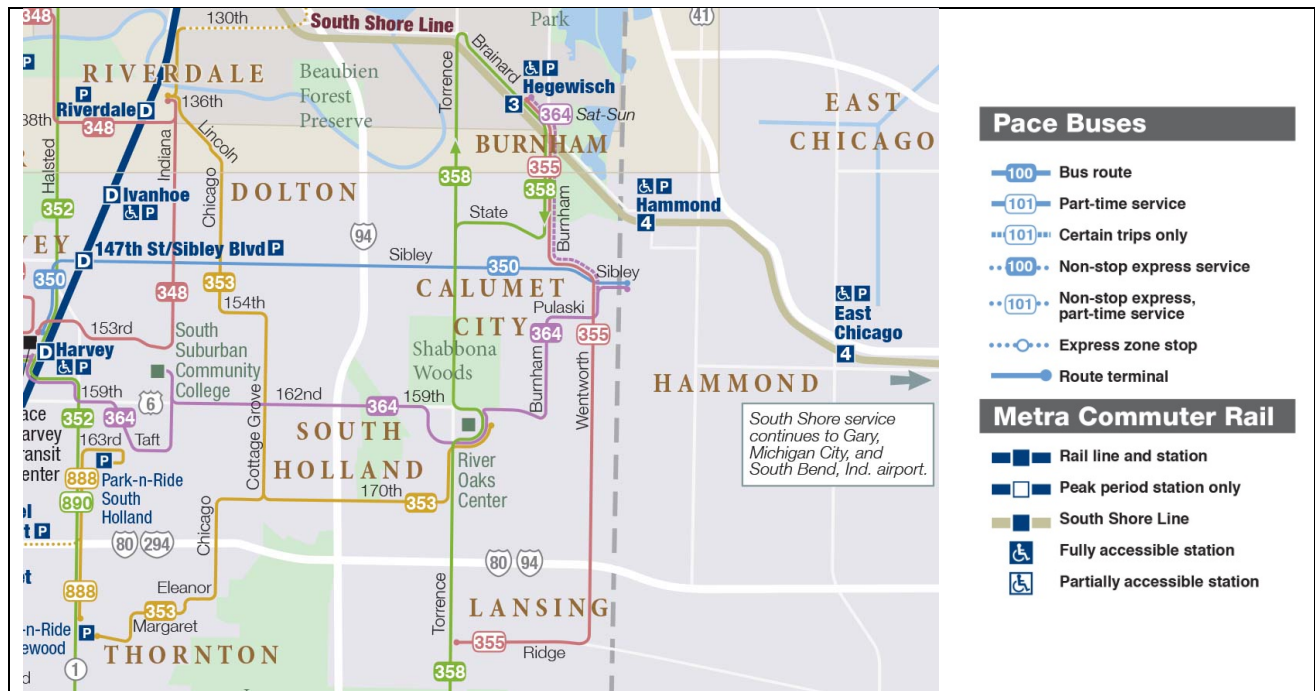 348
130th
South Shore Line
Park
41
RIVERDALE
P
P
Beaubien
Forest
Preserve
Riverdale D
136th
348
Torrence
Brainard
P
Hegewisch
3
364
Sat-Sun
EAST
CHICAGO
Halsted
Indiana
Lincoln
Chicago
BURNHAM
355
358
358
Ivanhoe
D
P
DOLTON
352
State
Burnham
P
Hammond
4
94
147th St/Sibley Blvd P
D
Sibley
350
Sibley
350
348
353
CALUMET
CITY
154th
Pulaski
364
355
153rd
South
Suburban
Community
College
Shabbona
Woods
P
East
Chicago
4
D Harvey
P
159th
6
Cottage Grove
162nd
364
159th
Burnham
Wentworth
HAMMOND
352
364
Taft
163rd
P
SOUTH
HOLLAND
South Shore service
continues to Gary,
Michigan City, and
South Bend, Ind. airport.
888
Park-n-Ride
South
Holland
890
170th
353
River
Oaks
Center
P
80
294
Chicago
80
94
888
Eleanor
353
Margaret
Torrence
LANSING
P
355
Ridge
THORNTON
1
358
Pace Buses
100
Bus route
101
Part-time service
101
Certain trips only
100
Non-stop express service
101
Non-stop express,
part-time service
Express zone stop
Route terminal
Metra Commuter Rail
Rail line and station
Peak period station only
South Shore Line
Fully accessible station
Partially accessible station